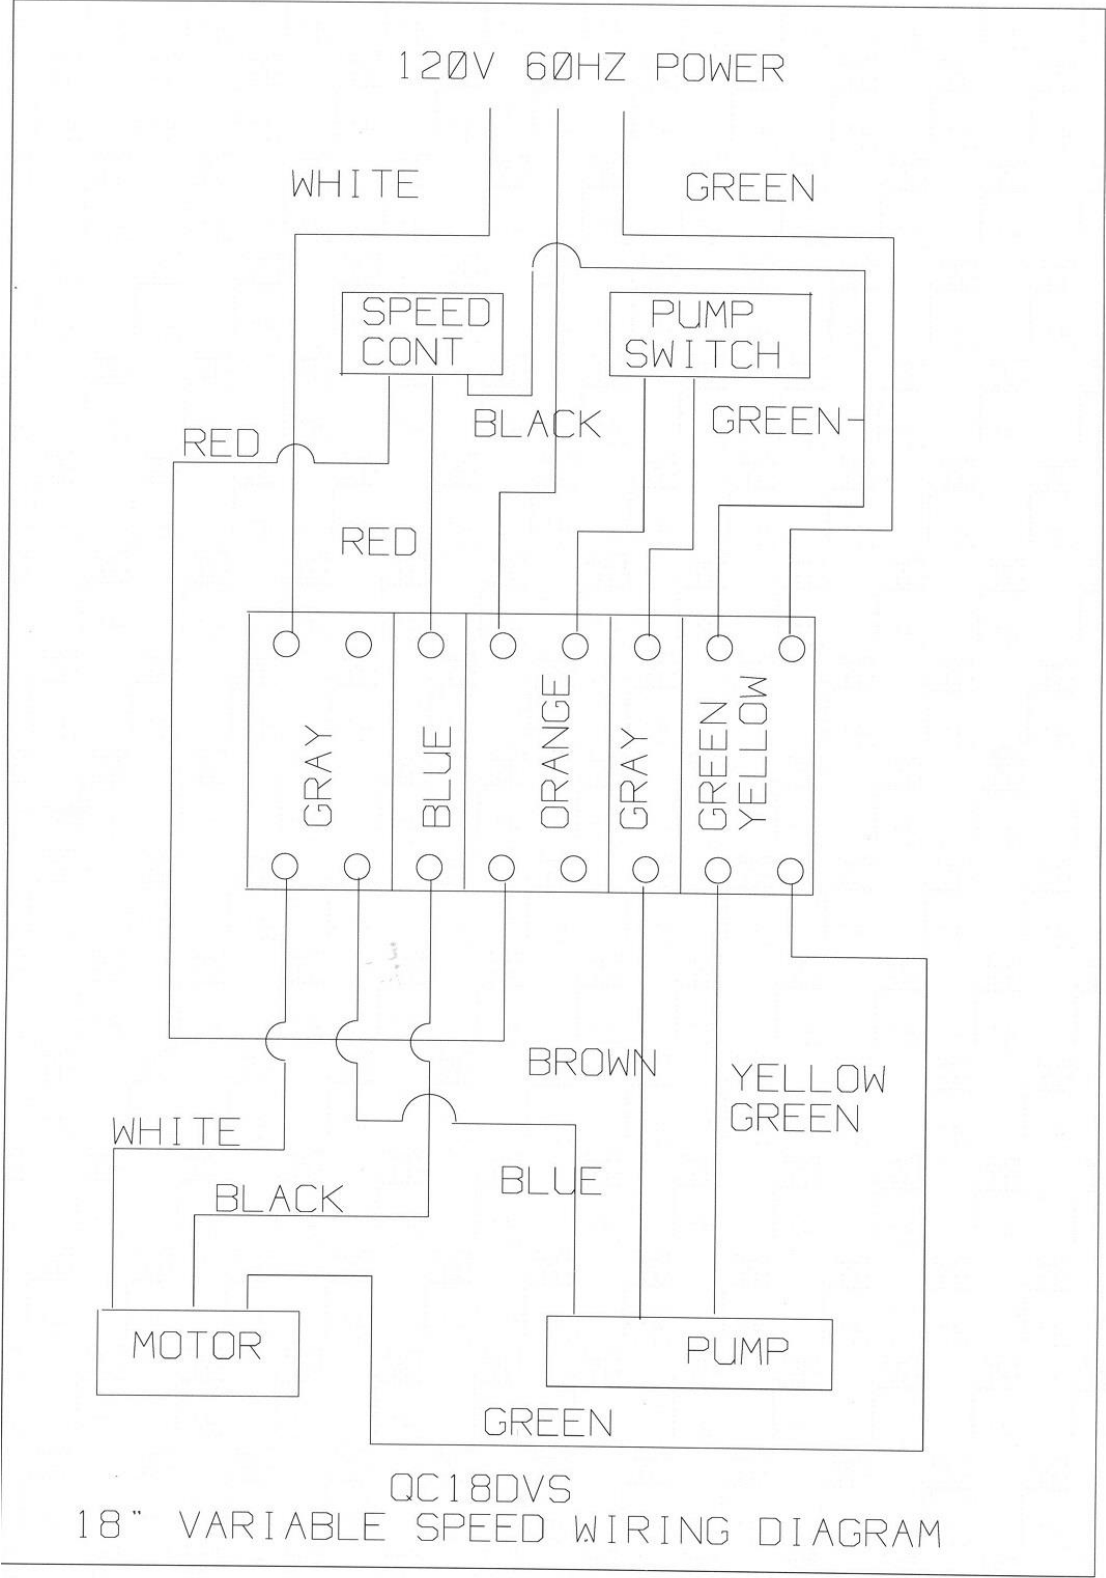 120V 60HZ POWER
WHITE
GREEN
SPEED
CONT
PUMP
SWITCH
BLACK
GREEN
RED
RED
GRAY
BLUE
ORANGE
GRAY
GREEN
YELLOW
BROWN
YELLOW
GREEN
WHITE
BLUE
BLACK
MOTOR
PUMP
GREEN
QC18DVS
18" VARIABLE SPEED WIRING DIAGRAM